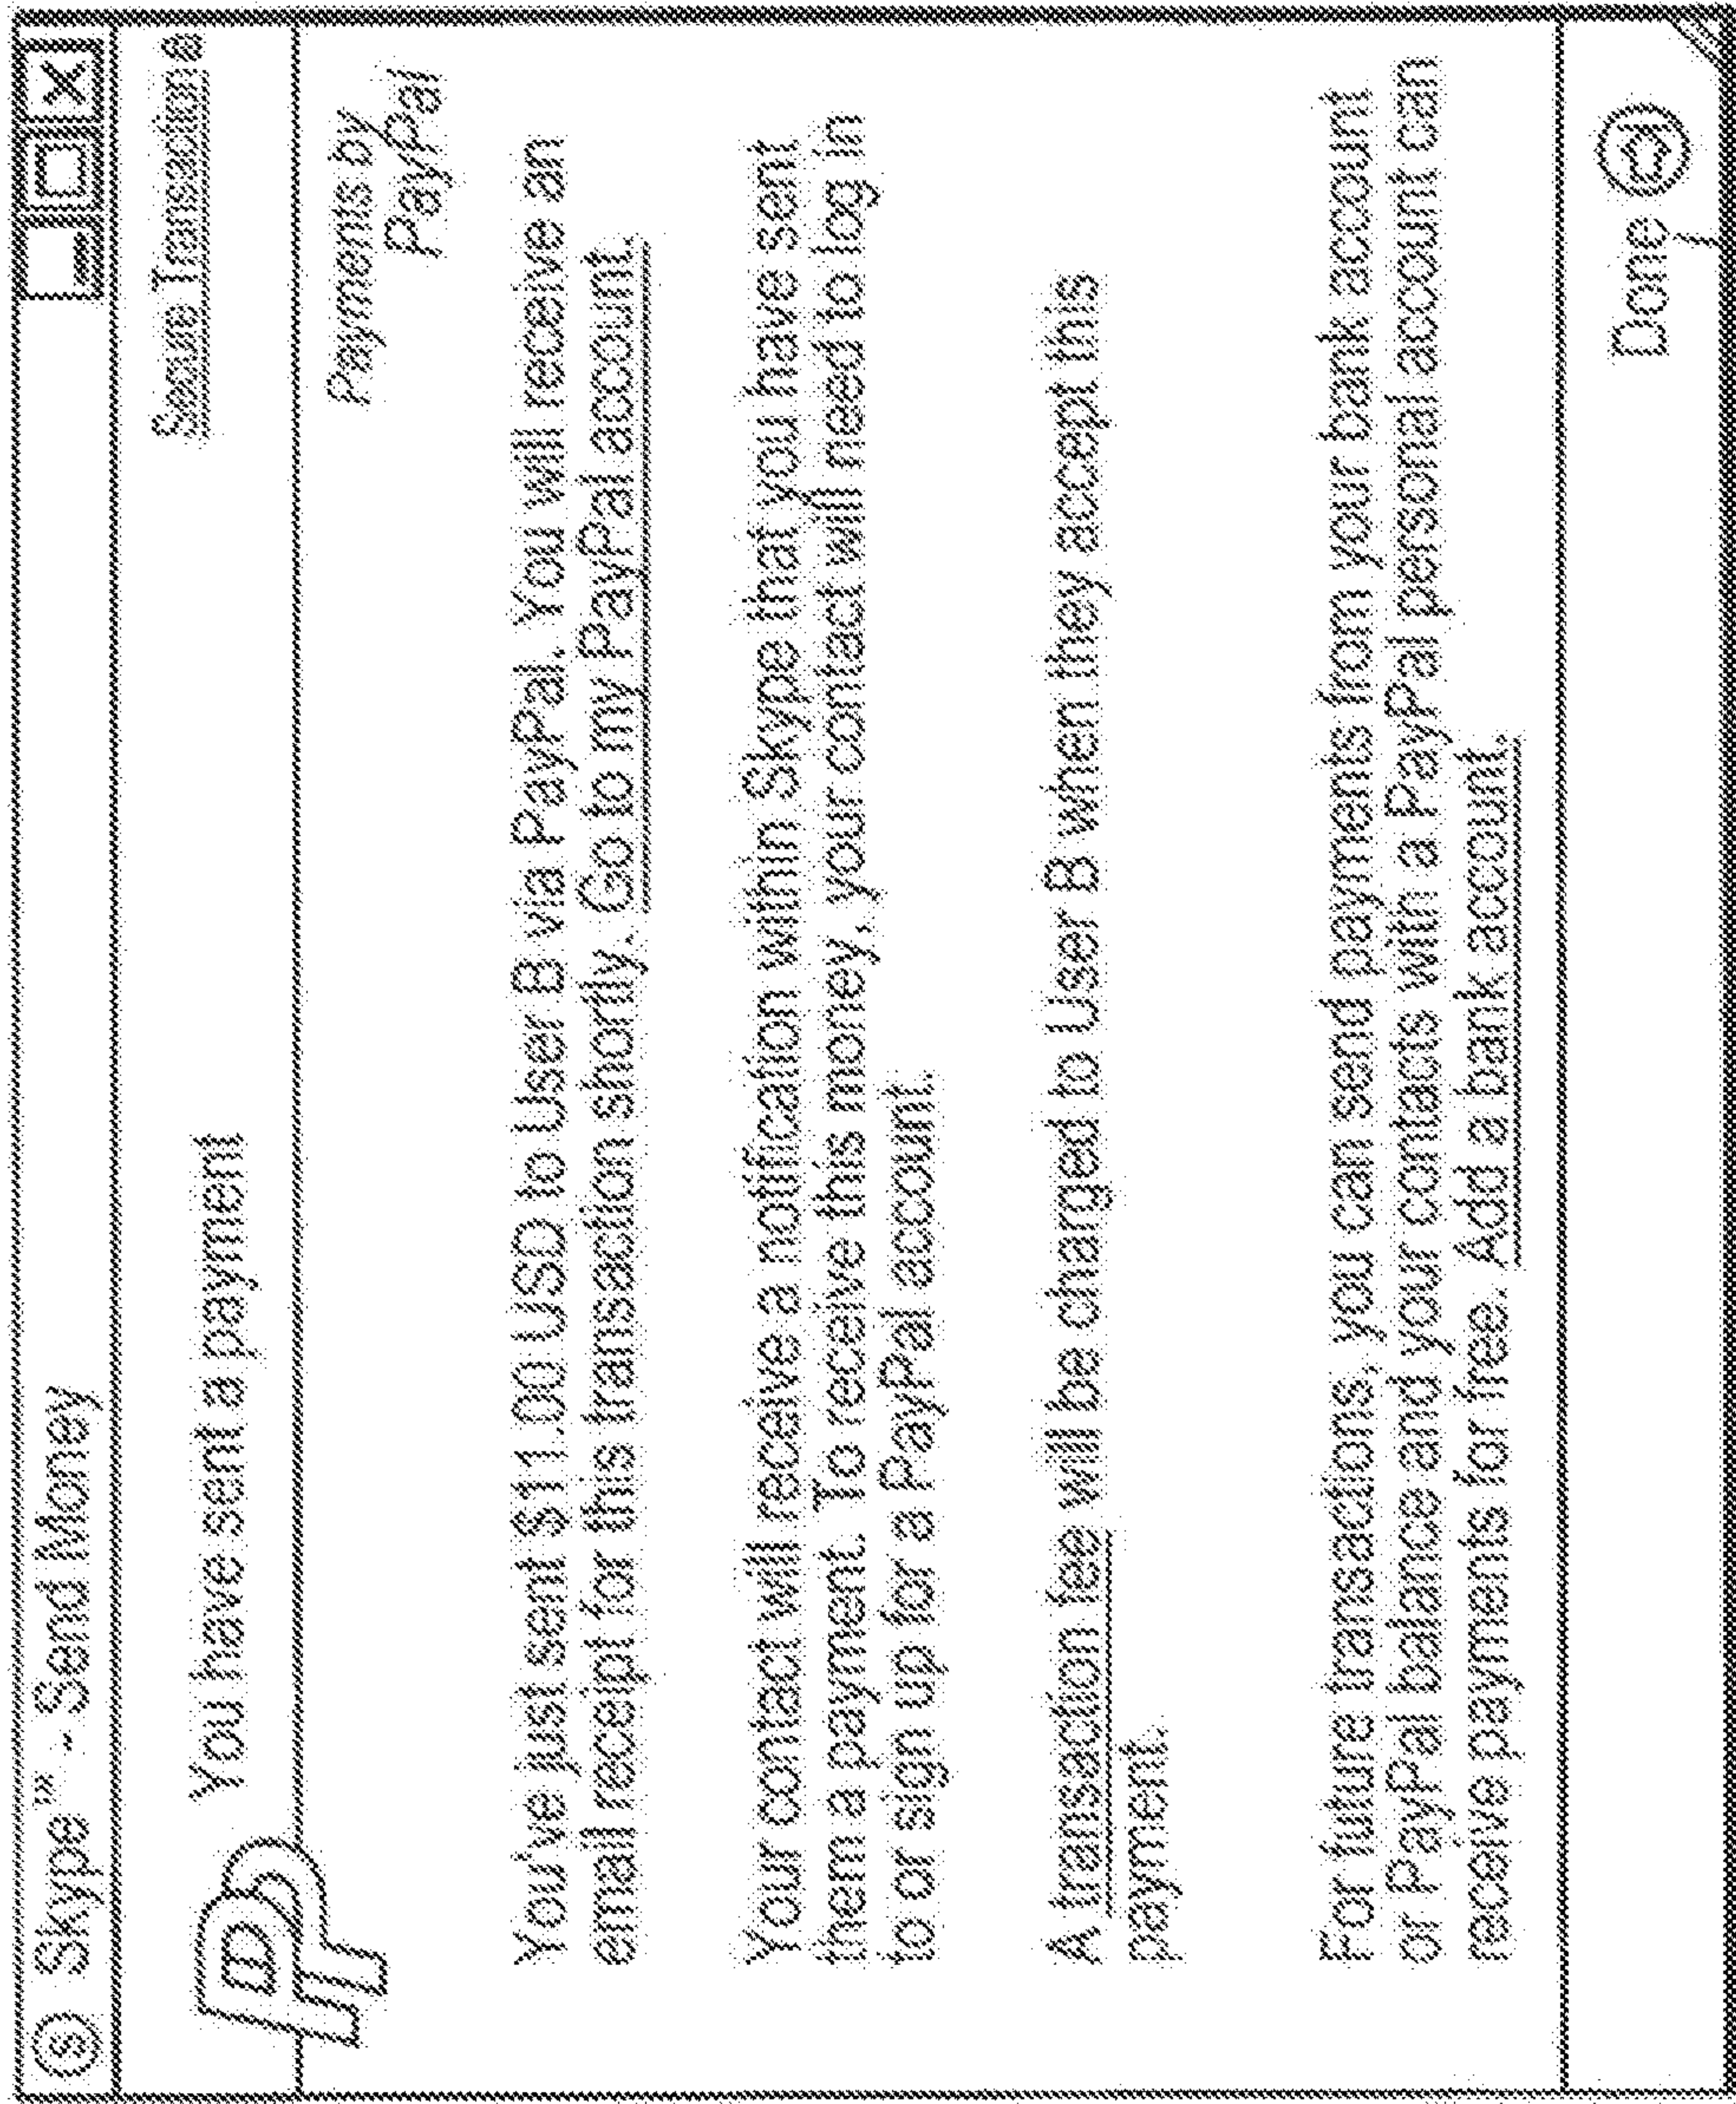 Skype™ - Send Money
Secure Transactions
You have sent a payment
Payments by
PayPal
You've just sent $11.00 USD to User B via PayPal. You will receive an
email receipt for this transaction shortly. Go to my PayPal account.
Your contact will receive a notification within Skype that you have sent
them a payment. To receive this money, your contact will need to log in
to or sign up for a PayPal account.
A transaction fee will be charged to User B when they accept this
payment.
For future transactions, you can send payments from your bank account
or PayPal balance and your contacts with a PayPal personal account can
receive payments for free. Add a bank account.
Done